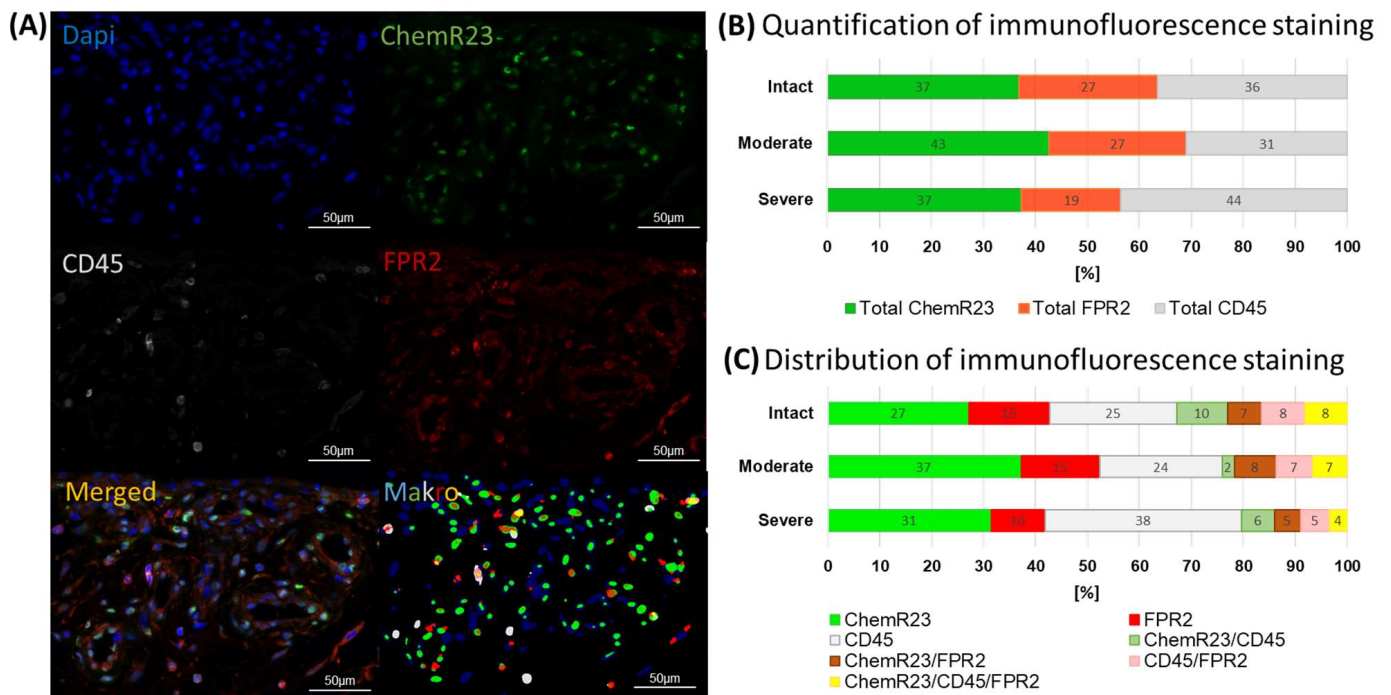 (A)
Dapi
ChemR23
50µm
50µm
CD45
FPR2
50µm
50µm
Merged
Makro
50µm
50µm
(B) Quantification of immunofluorescence staining
Intact
37 27 36
Moderate
43 27 31
Severe
37 19 44
0 10 20 30 40 50 60 70 80 90 100
[%]
Total ChemR23 Total FPR2 Total CD45
(C) Distribution of immunofluorescence staining
Intact
27 15 25 10 7 8 8
Moderate
37 15 24 2 8 7 7
Severe
31 10 38 6 5 5 4
0 10 20 30 40 50 60 70 80 90 100
[%]
ChemR23 FPR2
CD45 ChemR23/CD45
ChemR23/FPR2 CD45/FPR2
ChemR23/CD45/FPR2